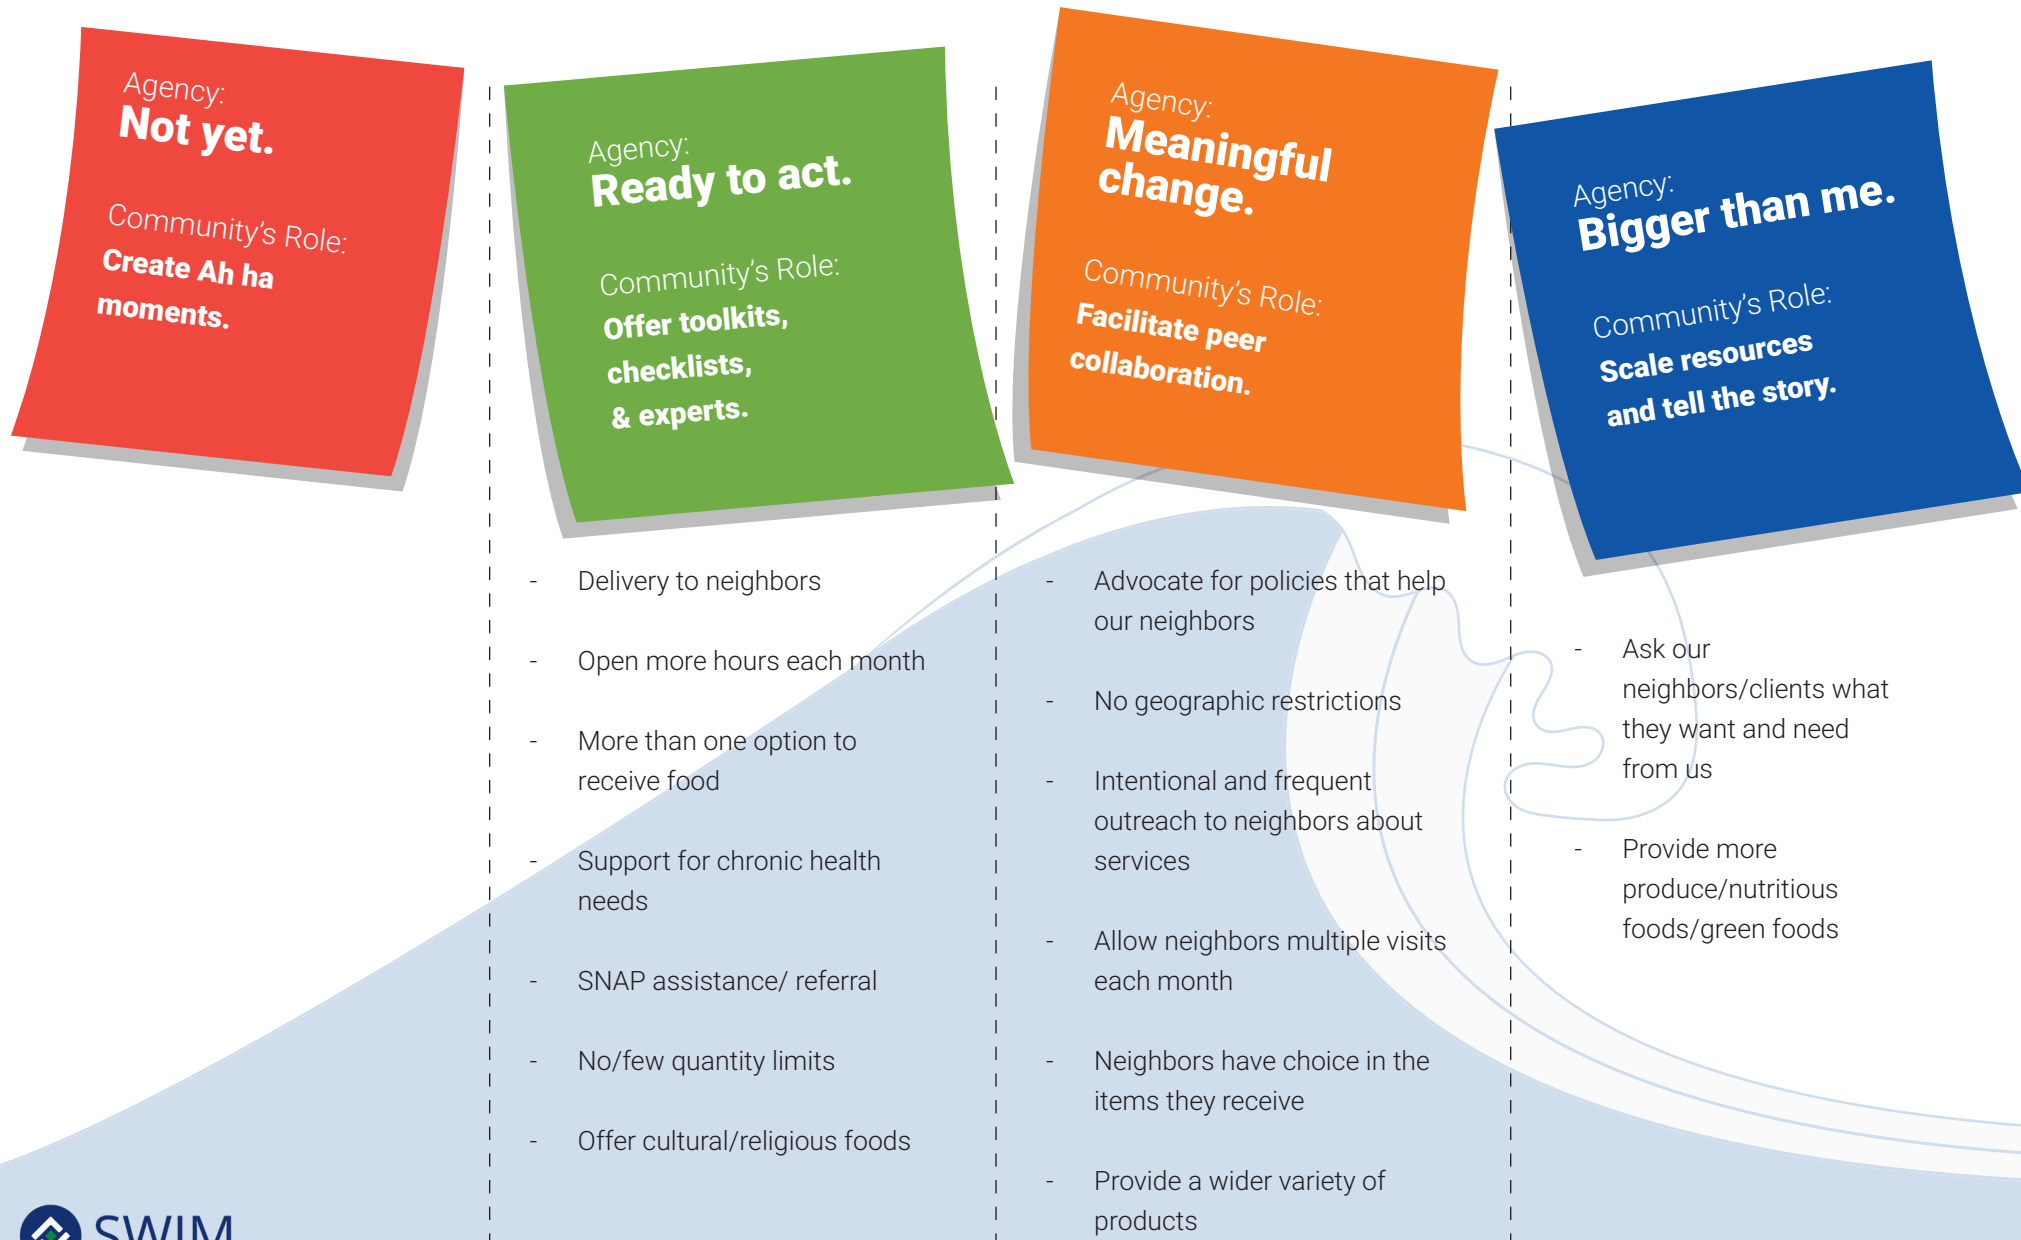 Agency:
Not yet.
Community's Role:
Create Ah ha
moments.
Agency:
Ready to act.
Community's Role:
Offer toolkits,
checklists,
& experts.
Agency:
Meaningful
change.
Community's Role:
Facilitate peer
collaboration.
Agency:
Bigger than me.
Community's Role:
Scale resources
and tell the story.
- Delivery to neighbors
- Open more hours each month
- More than one option to
receive food
- Support for chronic health
needs
- SNAP assistance/ referral
- No/few quantity limits
- Offer cultural/religious foods
- Advocate for policies that help
our neighbors
- No geographic restrictions
- Intentional and frequent
outreach to neighbors about
services
- Allow neighbors multiple visits
each month
- Neighbors have choice in the
items they receive
- Provide a wider variety of
products
- Ask our
neighbors/clients what
they want and need
from us
- Provide more
produce/nutritious
foods/green foods
SWIM